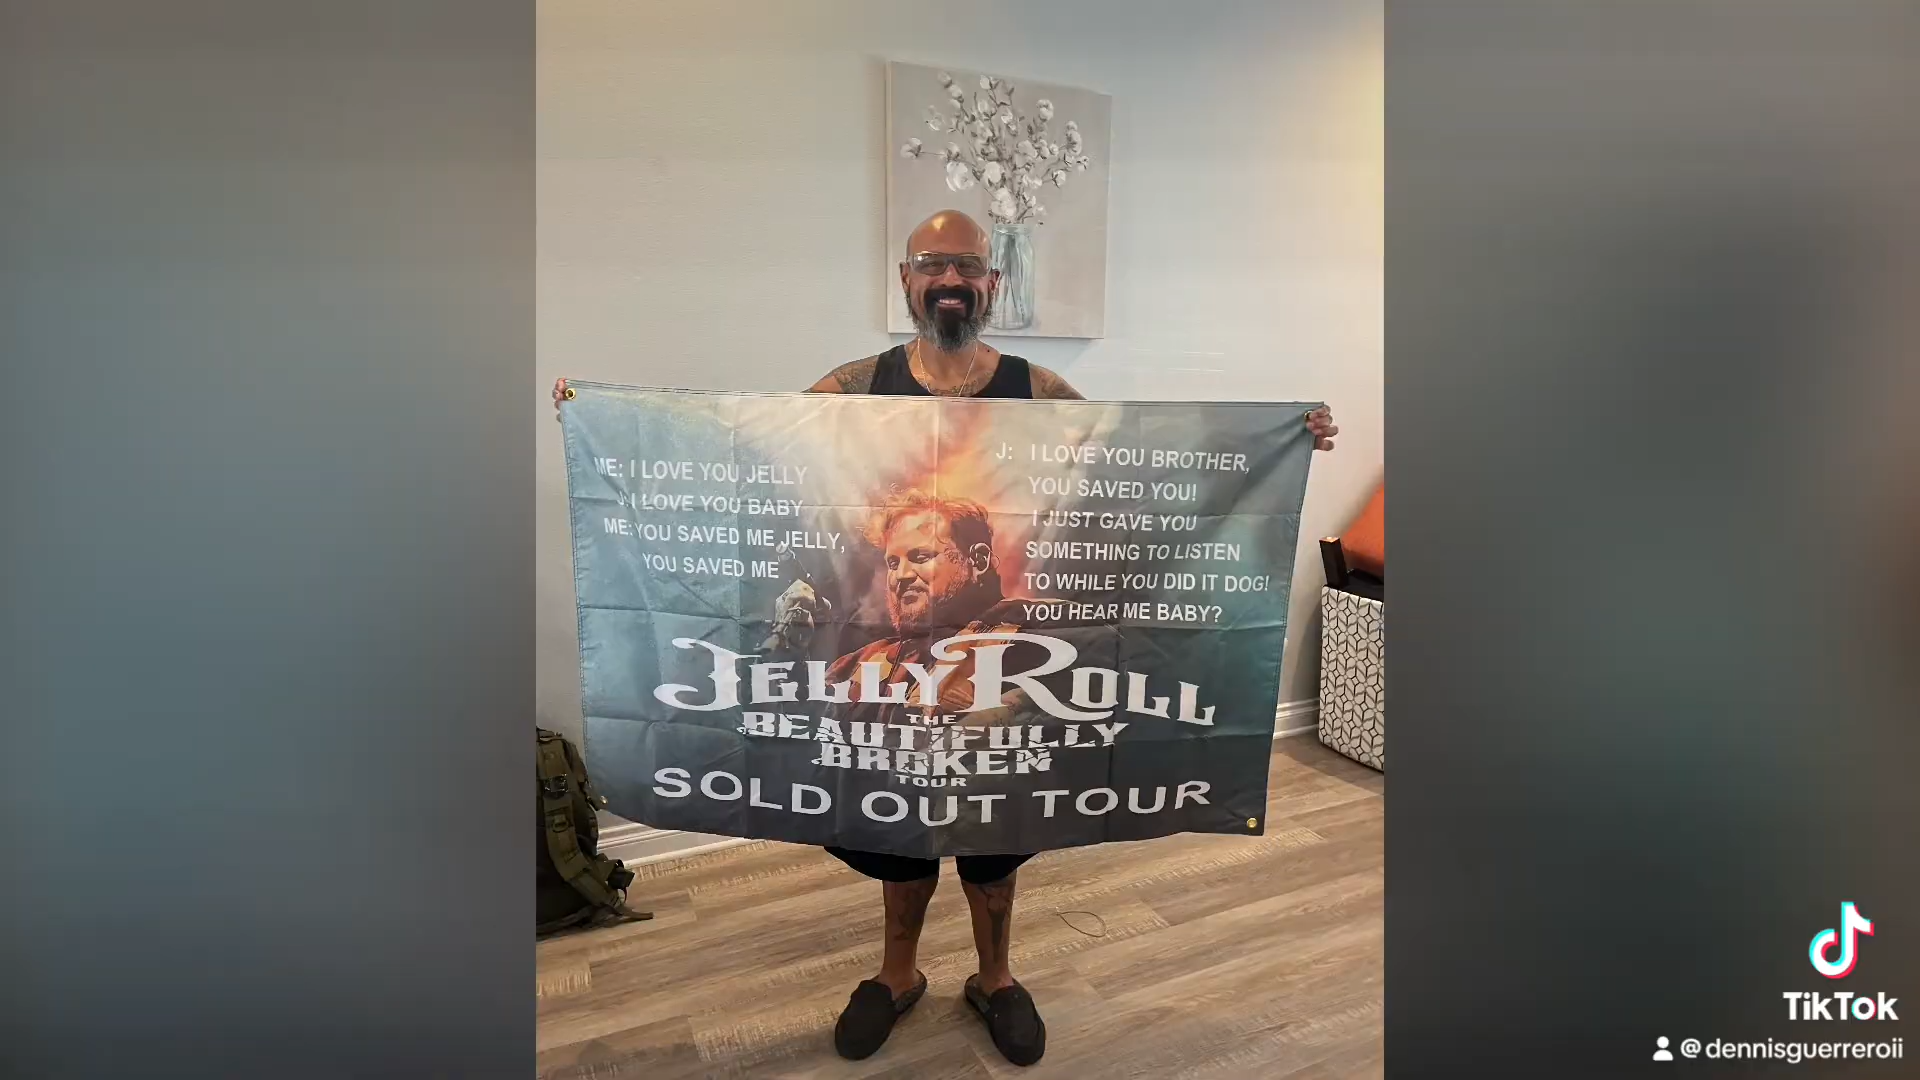 ME: I LOVE YOU JELLY
J: I LOVE YOU BABY
ME: YOU SAVED ME JELLY,
YOU SAVED ME
J: I LOVE YOU BROTHER,
YOU SAVED YOU!
I JUST GAVE YOU
SOMETHING TO LISTEN
TO WHILE YOU DID IT DOG!
YOU HEAR ME BABY?
JELLY ROLL
THE
BEAUTIFULLY
BROKEN
TOUR
SOLD OUT TOUR
TikTok
@dennisguerreroii